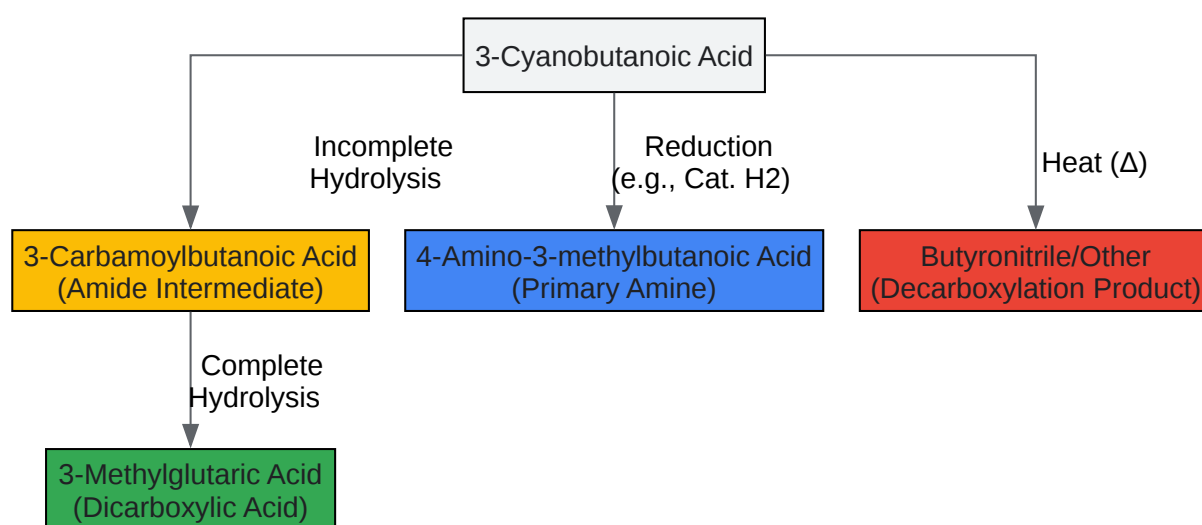 3-Cyanobutanoic Acid
Incomplete
Hydrolysis
Reduction
(e.g., Cat. H2)
Heat (Δ)
3-Carbamoylbutanoic Acid
(Amide Intermediate)
4-Amino-3-methylbutanoic Acid
(Primary Amine)
Butyronitrile/Other
(Decarboxylation Product)
Complete
Hydrolysis
3-Methylglutaric Acid
(Dicarboxylic Acid)